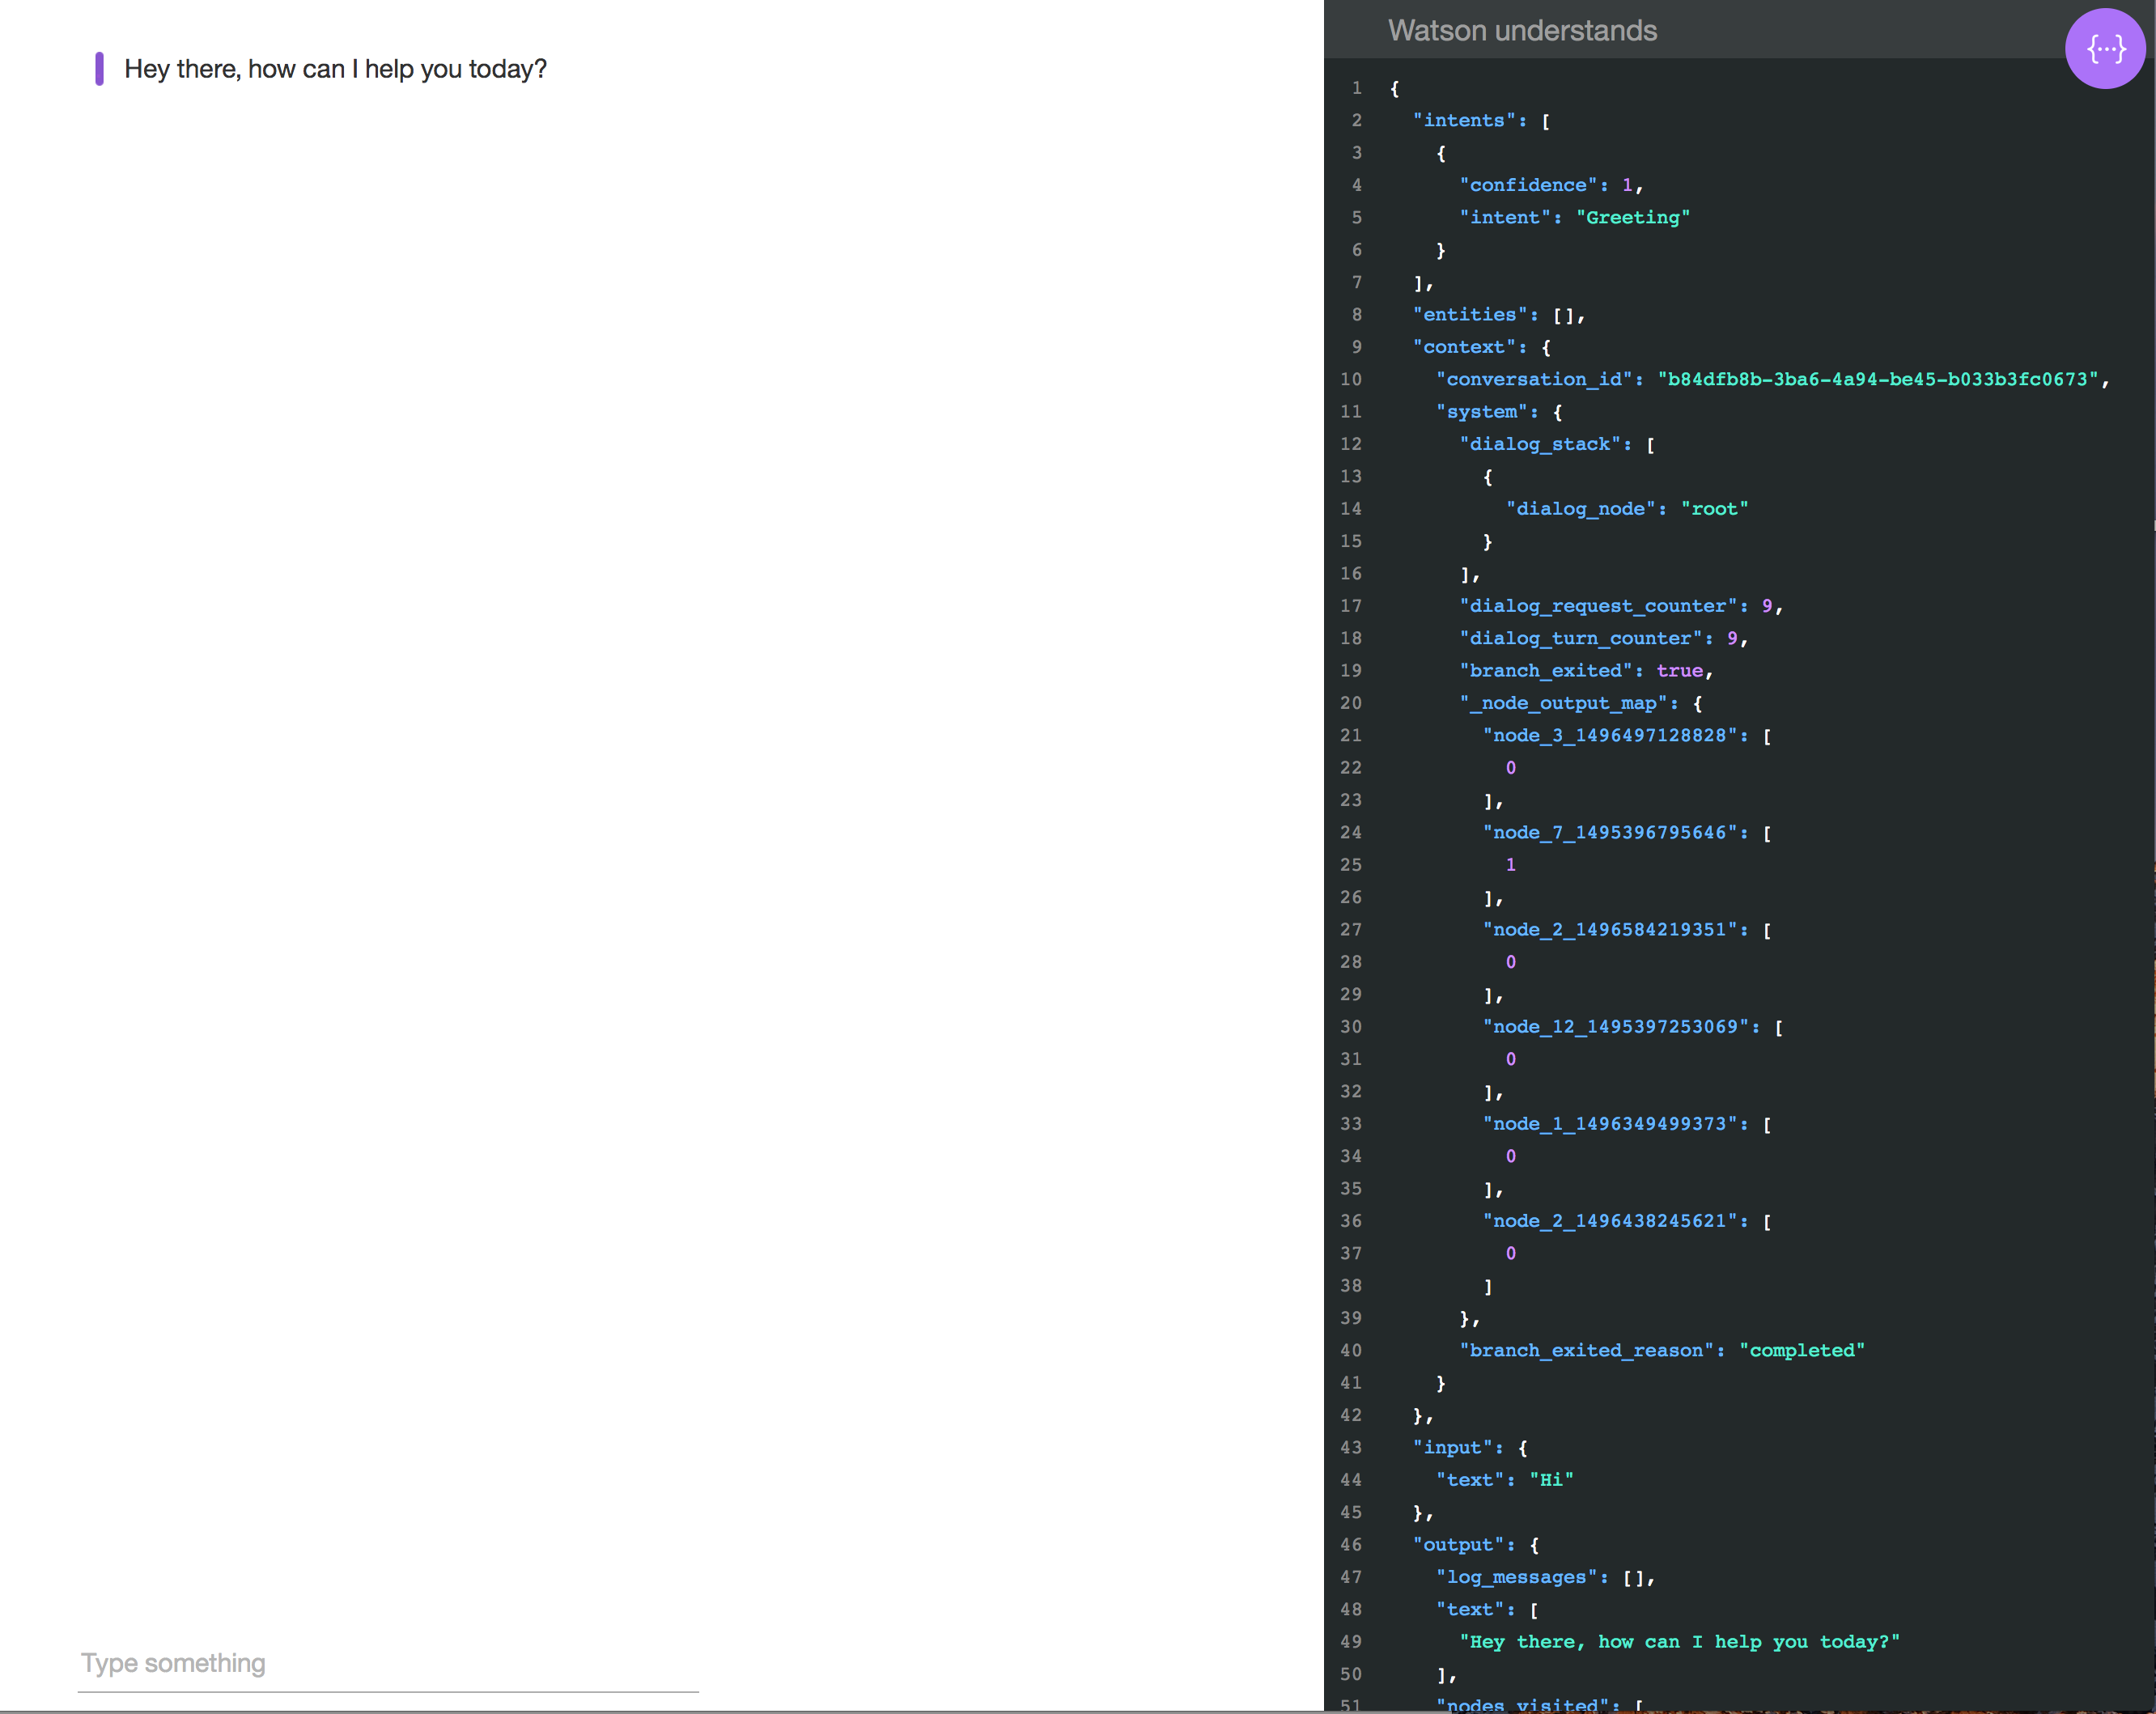 Hey there, how can I help you today?
Type something
Watson understands
{···}
1 {
2 "intents": [
3 {
4 "confidence": 1,
5 "intent": "Greeting"
6 }
7 ],
8 "entities": [],
9 "context": {
10 "conversation_id": "b84dfb8b-3ba6-4a94-be45-b033b3fc0673",
11 "system": {
12 "dialog_stack": [
13 {
14 "dialog_node": "root"
15 }
16 ],
17 "dialog_request_counter": 9,
18 "dialog_turn_counter": 9,
19 "branch_exited": true,
20 "_node_output_map": {
21 "node_3_1496497128828": [
22 0
23 ],
24 "node_7_1495396795646": [
25 1
26 ],
27 "node_2_1496584219351": [
28 0
29 ],
30 "node_12_1495397253069": [
31 0
32 ],
33 "node_1_1496349499373": [
34 0
35 ],
36 "node_2_1496438245621": [
37 0
38 ]
39 },
40 "branch_exited_reason": "completed"
41 }
42 },
43 "input": {
44 "text": "Hi"
45 },
46 "output": {
47 "log_messages": [],
48 "text": [
49 "Hey there, how can I help you today?"
50 ],
51 "nodes_visited": [